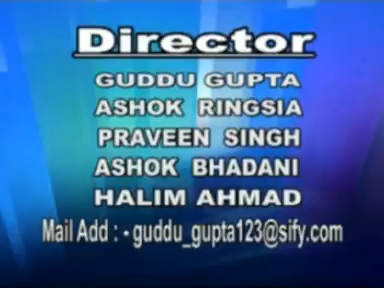 Director
GUDDU GUPTA
ASHOK RINGSIA
PRAVEEN SINGH
ASHOK BHADANI
HALIM AHMAD
Mail Add : - guddu_gupta123@sify.com